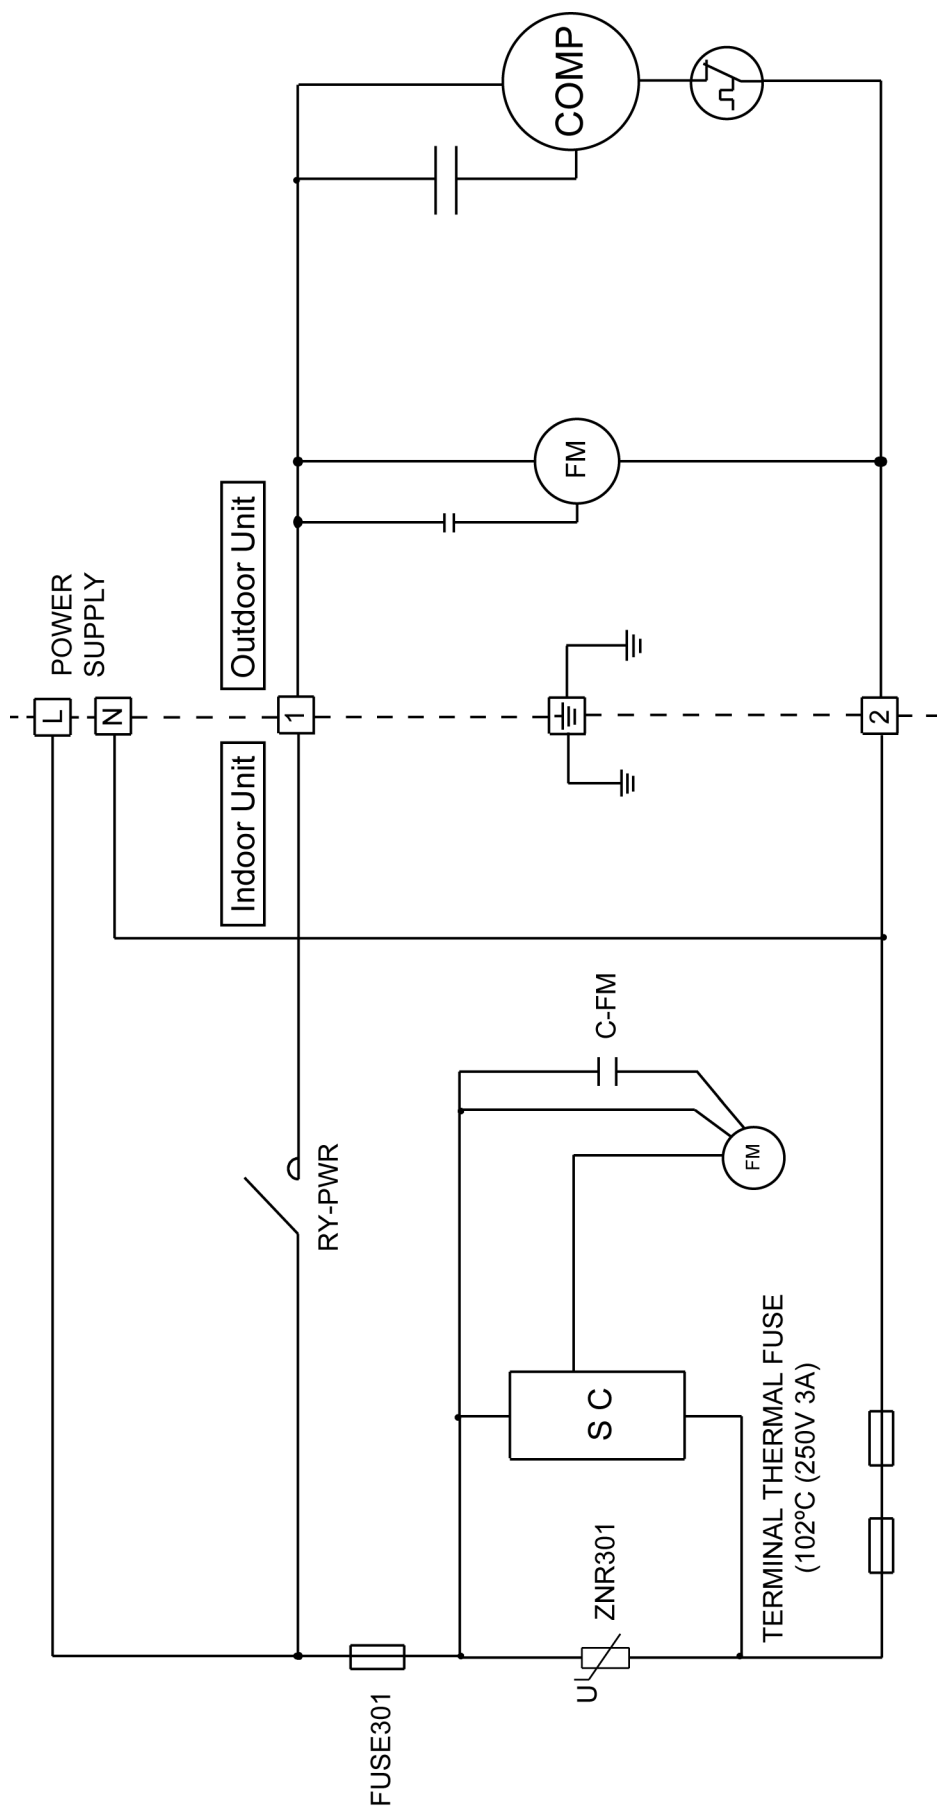 POWER
SUPPLY
L
N
Indoor Unit
Outdoor Unit
1
2
COMP
FM
RY-PWR
C-FM
FM
S C
FUSE301
U
ZNR301
TERMINAL THERMAL FUSE
(102ºC (250V 3A)